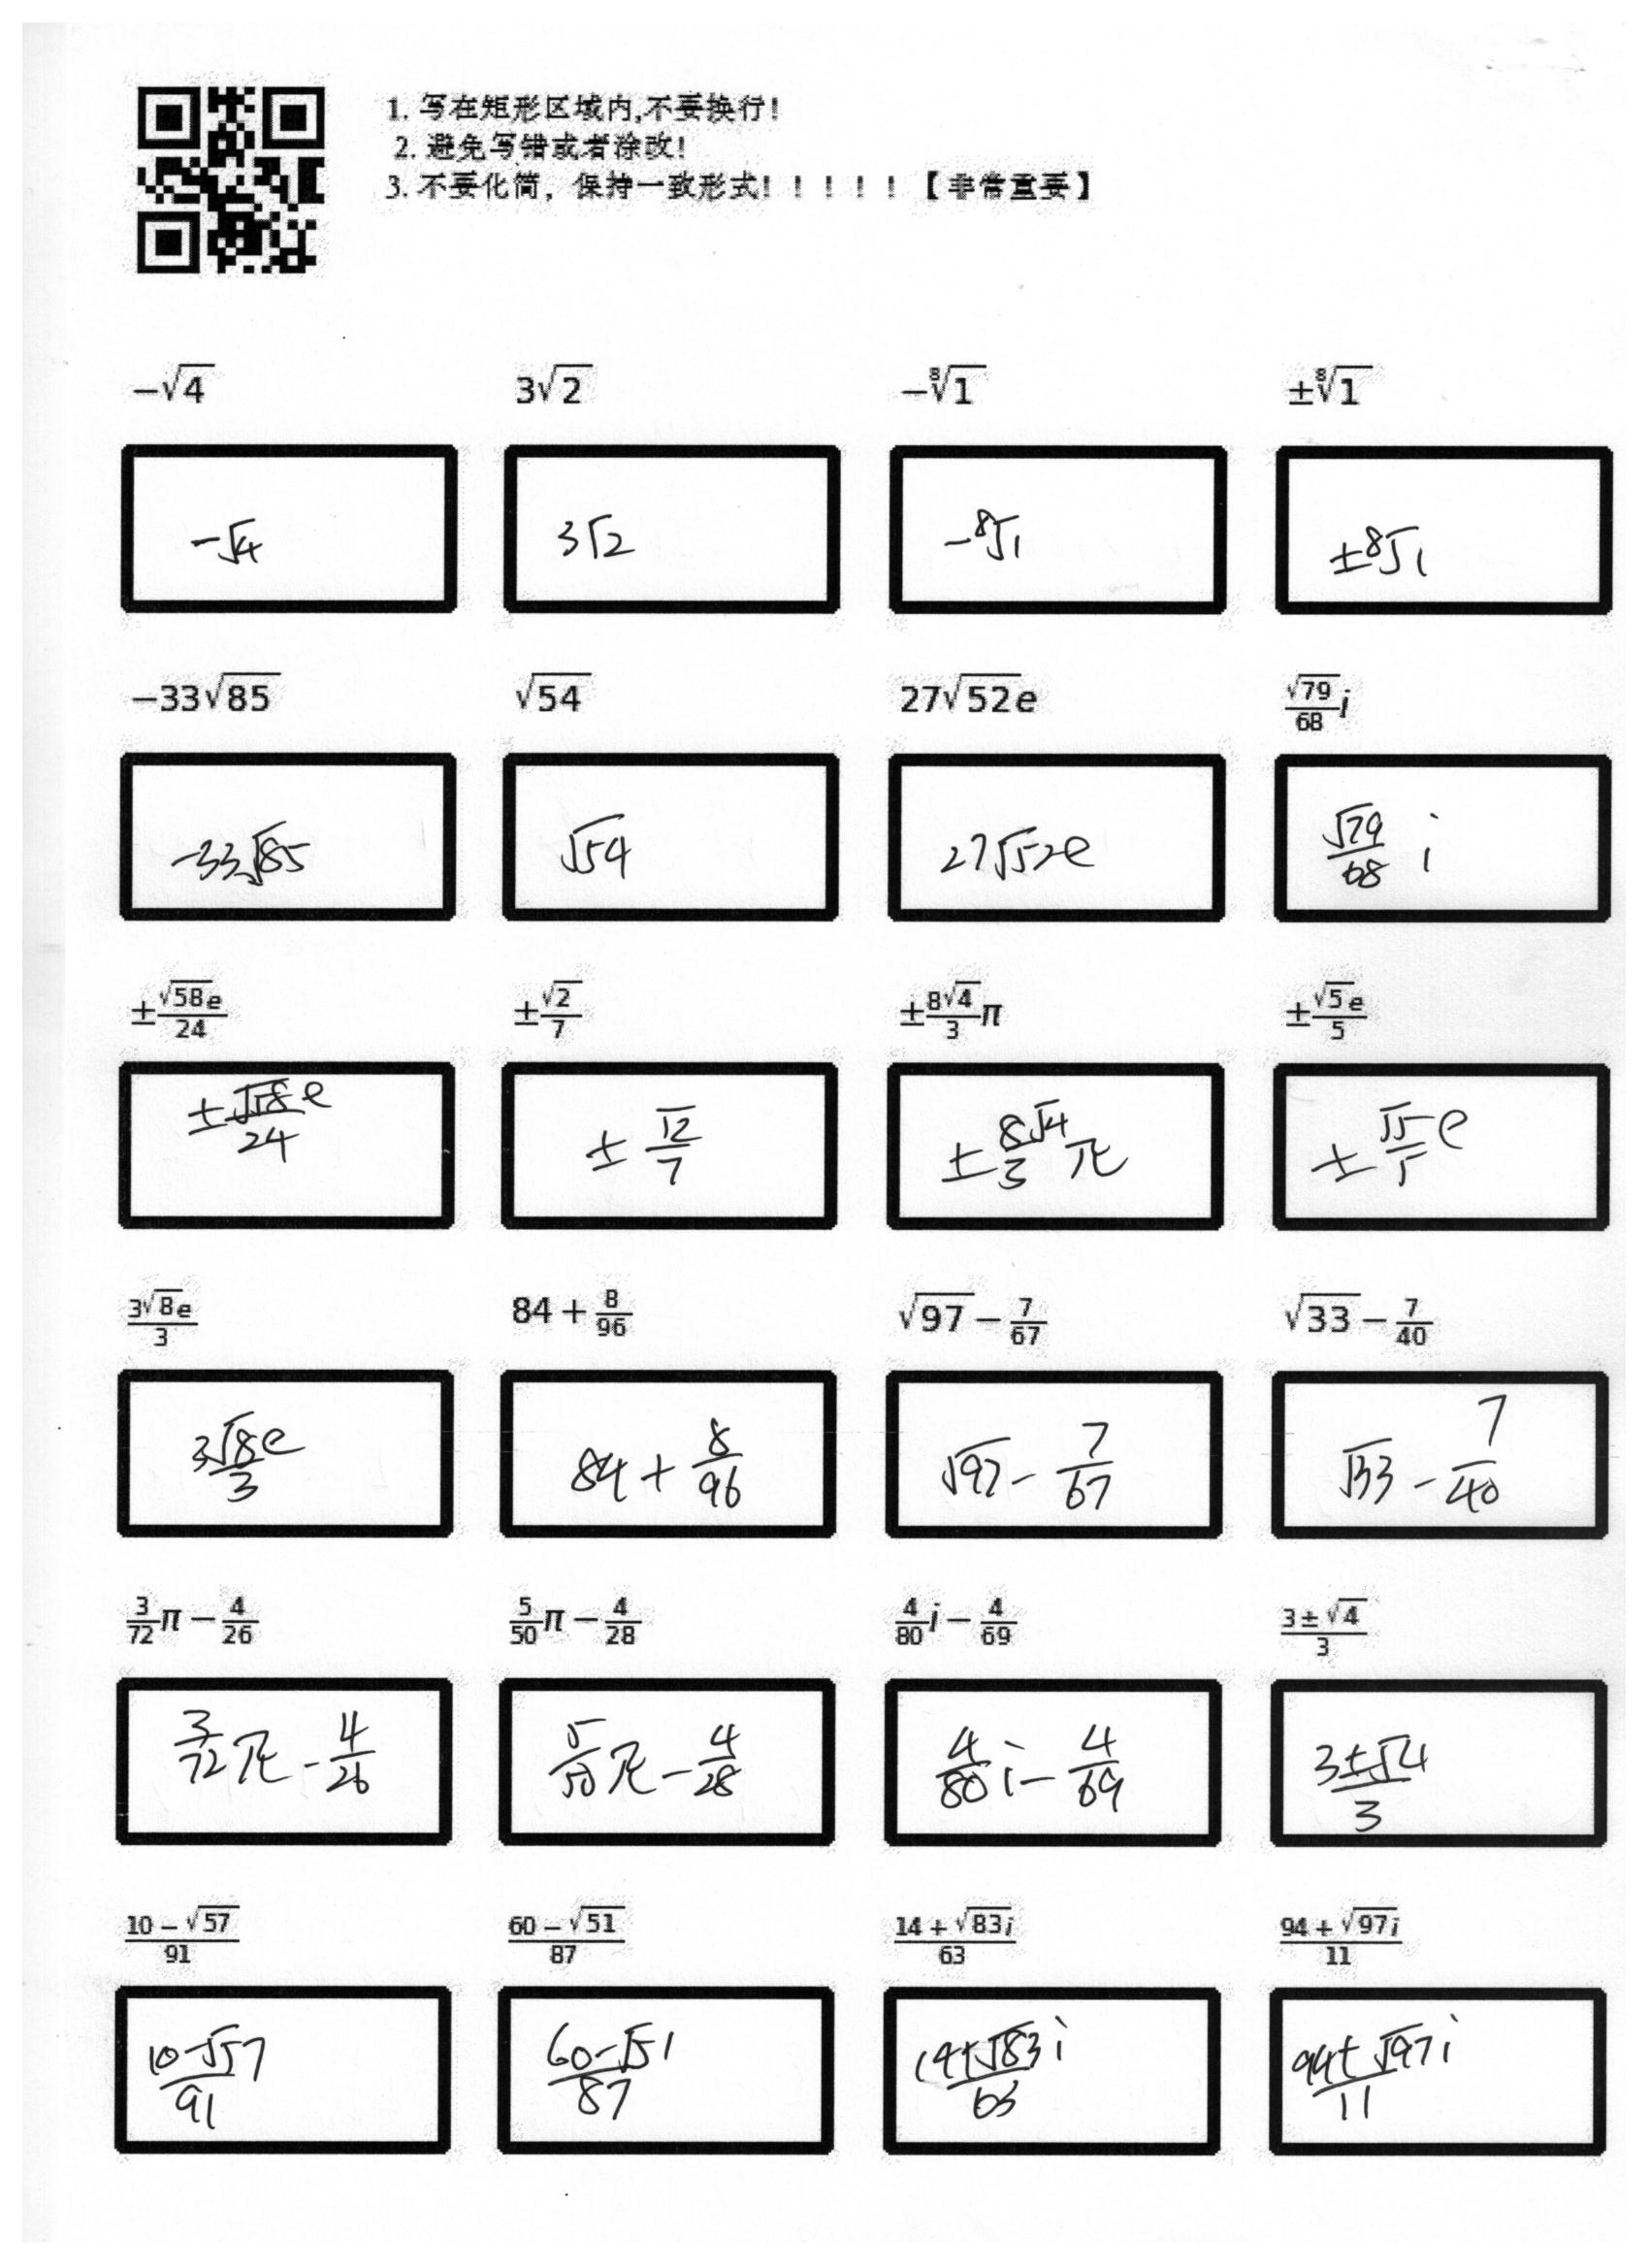 1. 写在矩形区域内,不要换行!
2. 避免写错或者涂改!
3. 不要化简，保持一致形式! ! ! ! ! 【非常重要】
$-\sqrt{4}$ $3\sqrt{2}$ $-\sqrt[8]{1}$ $\pm\sqrt[8]{1}$
$-\sqrt{4}$ $3\sqrt{2}$ $-\sqrt[8]{1}$ $\pm\sqrt[8]{1}$
$-33\sqrt{85}$ $\sqrt{54}$ $27\sqrt{52}e$ $\frac{\sqrt{79}}{68}i$
$-33\sqrt{85}$ $\sqrt{54}$ $27\sqrt{52}e$ $\frac{\sqrt{79}}{68}i$
$\pm\frac{\sqrt{58}e}{24}$ $\pm\frac{\sqrt{2}}{7}$ $\pm\frac{8\sqrt{4}}{3}\pi$ $\pm\frac{\sqrt{5}e}{5}$
$\pm\frac{\sqrt{58}e}{24}$ $\pm\frac{\sqrt{2}}{7}$ $\pm\frac{8\sqrt{4}}{3}\pi$ $\pm\frac{\sqrt{5}}{5}e$
$\frac{3\sqrt{8}e}{3}$ $84+\frac{8}{96}$ $\sqrt{97}-\frac{7}{67}$ $\sqrt{33}-\frac{7}{40}$
$\frac{3\sqrt{8}e}{3}$ $84+\frac{8}{96}$ $\sqrt{97}-\frac{7}{67}$ $\sqrt{33}-\frac{7}{40}$
$\frac{3}{72}\pi-\frac{4}{26}$ $\frac{5}{50}\pi-\frac{4}{28}$ $\frac{4}{80}i-\frac{4}{69}$ $\frac{3\pm\sqrt{4}}{3}$
$\frac{3}{72}\pi-\frac{4}{26}$ $\frac{5}{50}\pi-\frac{4}{28}$ $\frac{4}{80}i-\frac{4}{69}$ $\frac{3\pm\sqrt{4}}{3}$
$\frac{10-\sqrt{57}}{91}$ $\frac{60-\sqrt{51}}{87}$ $\frac{14+\sqrt{83}i}{63}$ $\frac{94+\sqrt{97}i}{11}$
$\frac{10-\sqrt{57}}{91}$ $\frac{60-\sqrt{51}}{87}$ $\frac{14+\sqrt{83}i}{63}$ $\frac{94+\sqrt{97}i}{11}$